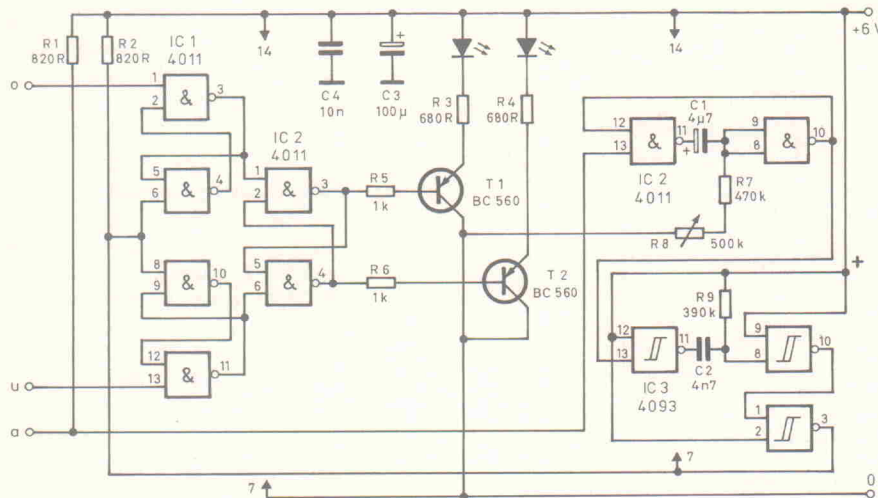 R1
820R
R2
820R
IC 1
4011
14
C4
10n
C3
100µ
+
R3
680R
R4
680R
14
+6 V
o
1
2
&
3
5
6
&
4
IC 2
4011
1
2
&
3
R5
1k
T 1
BC 560
12
13
&
11
C1
4µ7
+
9
8
&
10
IC 2
4011
R7
470k
R8
500k
8
9
&
10
5
6
&
4
R6
1k
T 2
BC 560
+
12
13
&
11
u
a
R9
390k
12
13
11
C2
4n7
IC 3
4093
9
8
10
1
2
3
7
7
0